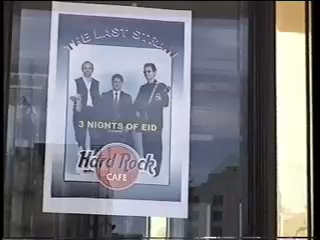 THE LAST STRAW
3 NIGHTS OF EID
Hard Rock
CAFE